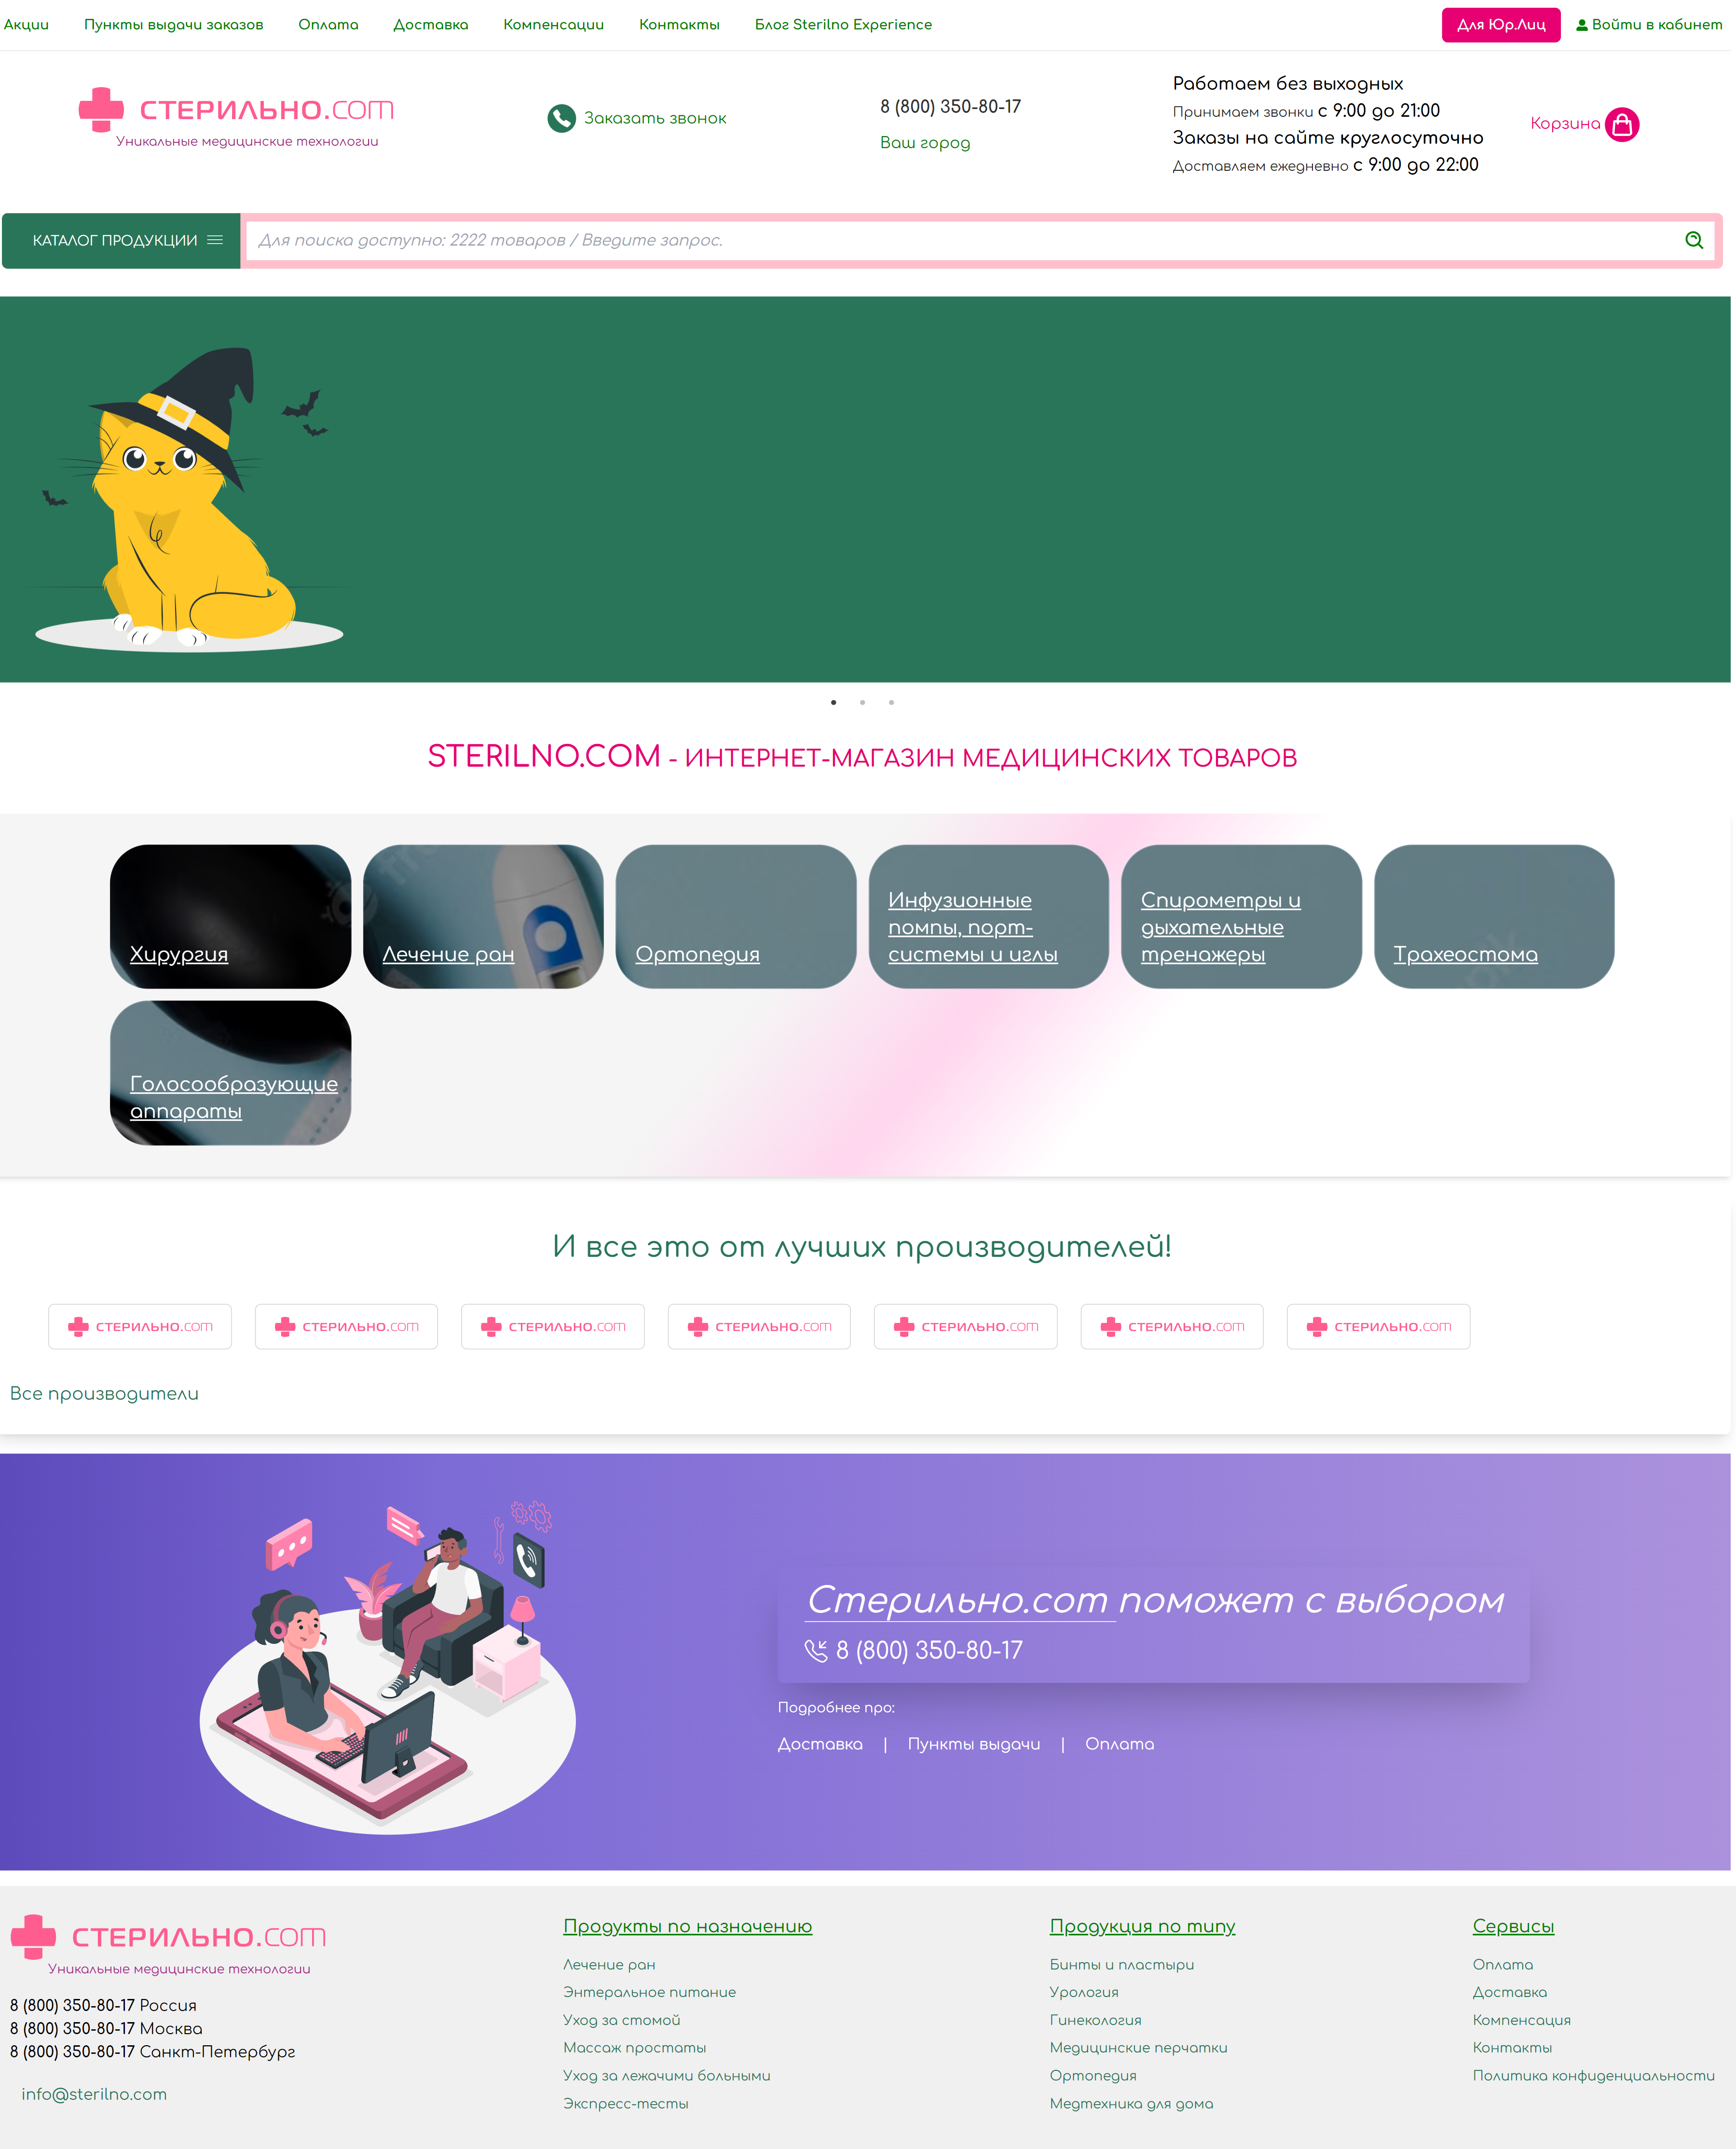 Акции Пункты выдачи заказов Оплата Доставка Компенсации Контакты Блог Sterilno Experience Для Юр.Лиц Войти в кабинет
СТЕРИЛЬНО.COM
Уникальные медицинские технологии
Заказать звонок
8 (800) 350-80-17
Ваш город
Работаем без выходных
Принимаем звонки с 9:00 до 21:00
Заказы на сайте круглосуточно
Доставляем ежедневно с 9:00 до 22:00
Корзина
КАТАЛОГ ПРОДУКЦИИ
Для поиска доступно: 2222 товаров / Введите запрос.
STERILNO.COM - ИНТЕРНЕТ-МАГАЗИН МЕДИЦИНСКИХ ТОВАРОВ
Хирургия
Лечение ран
Ортопедия
Инфузионные
помпы, порт-
системы и иглы
Спирометры и
дыхательные
тренажеры
Трахеостома
Голосообразующие
аппараты
И все это от лучших производителей!
СТЕРИЛЬНО.COM СТЕРИЛЬНО.COM СТЕРИЛЬНО.COM СТЕРИЛЬНО.COM СТЕРИЛЬНО.COM СТЕРИЛЬНО.COM СТЕРИЛЬНО.COM
Все производители
Стерильно.com поможет с выбором
8 (800) 350-80-17
Подробнее про:
Доставка | Пункты выдачи | Оплата
СТЕРИЛЬНО.COM
Уникальные медицинские технологии
8 (800) 350-80-17 Россия
8 (800) 350-80-17 Москва
8 (800) 350-80-17 Санкт-Петербург
info@sterilno.com
Продукты по назначению
Лечение ран
Энтеральное питание
Уход за стомой
Массаж простаты
Уход за лежачими больными
Экспресс-тесты
Продукция по типу
Бинты и пластыри
Урология
Гинекология
Медицинские перчатки
Ортопедия
Медтехника для дома
Сервисы
Оплата
Доставка
Компенсация
Контакты
Политика конфиденциальности